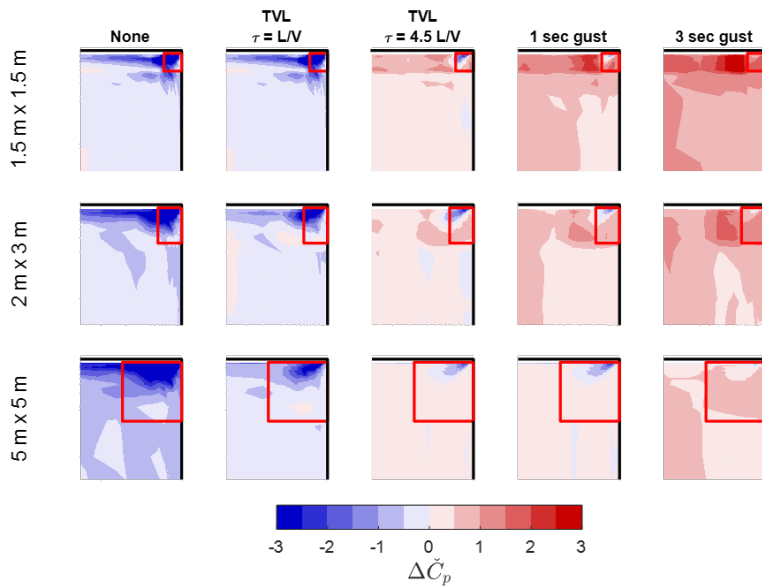 None
TVL
τ = L/V
TVL
τ = 4.5 L/V
1 sec gust
3 sec gust
1.5 m x 1.5 m
2 m x 3 m
5 m x 5 m
-3 -2 -1 0 1 2 3
ΔČₚ